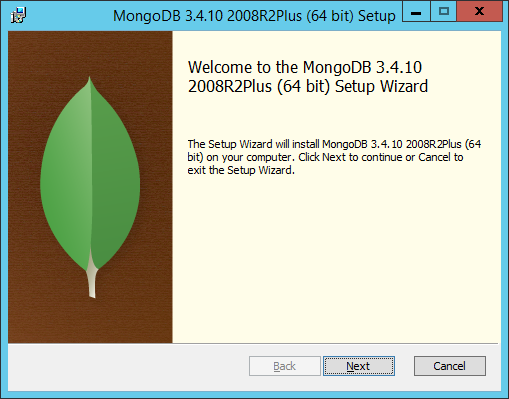 MongoDB 3.4.10 2008R2Plus (64 bit) Setup
Welcome to the MongoDB 3.4.10
2008R2Plus (64 bit) Setup Wizard
The Setup Wizard will install MongoDB 3.4.10 2008R2Plus (64
bit) on your computer. Click Next to continue or Cancel to
exit the Setup Wizard.
Back
Next
Cancel